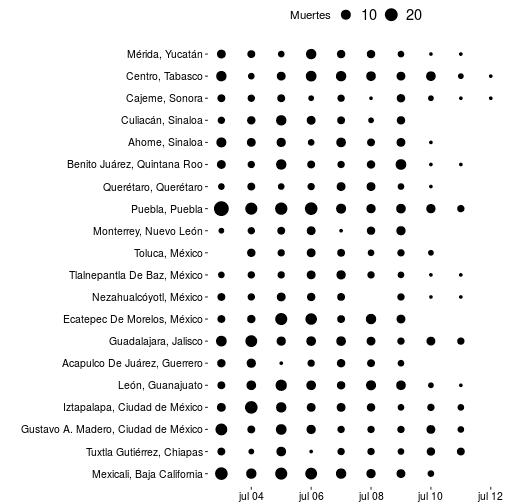 Muertes 10 20
Mérida, Yucatán
Centro, Tabasco
Cajeme, Sonora
Culiacán, Sinaloa
Ahome, Sinaloa
Benito Juárez, Quintana Roo
Querétaro, Querétaro
Puebla, Puebla
Monterrey, Nuevo León
Toluca, México
Tlalnepantla De Baz, México
Nezahualcóyotl, México
Ecatepec De Morelos, México
Guadalajara, Jalisco
Acapulco De Juárez, Guerrero
León, Guanajuato
Iztapalapa, Ciudad de México
Gustavo A. Madero, Ciudad de México
Tuxtla Gutiérrez, Chiapas
Mexicali, Baja California
jul 04 jul 06 jul 08 jul 10 jul 12